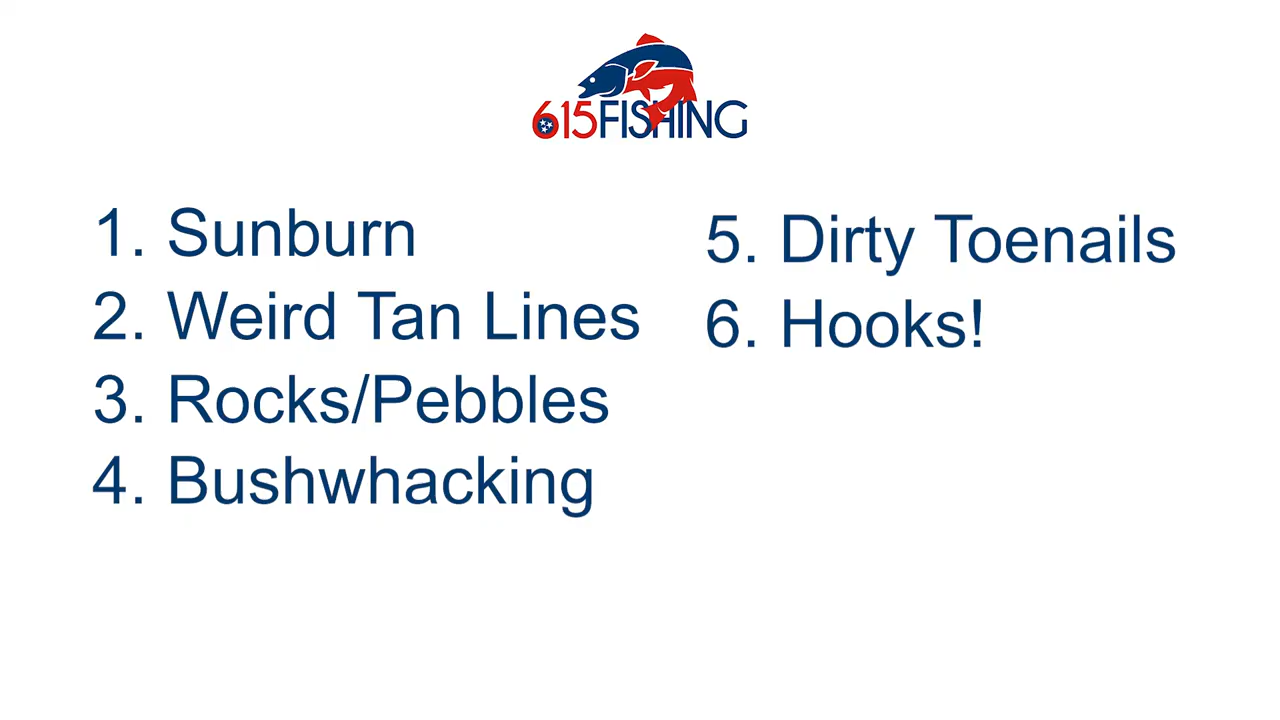 615FISHING
1. Sunburn
2. Weird Tan Lines
3. Rocks/Pebbles
4. Bushwhacking
5. Dirty Toenails
6. Hooks!